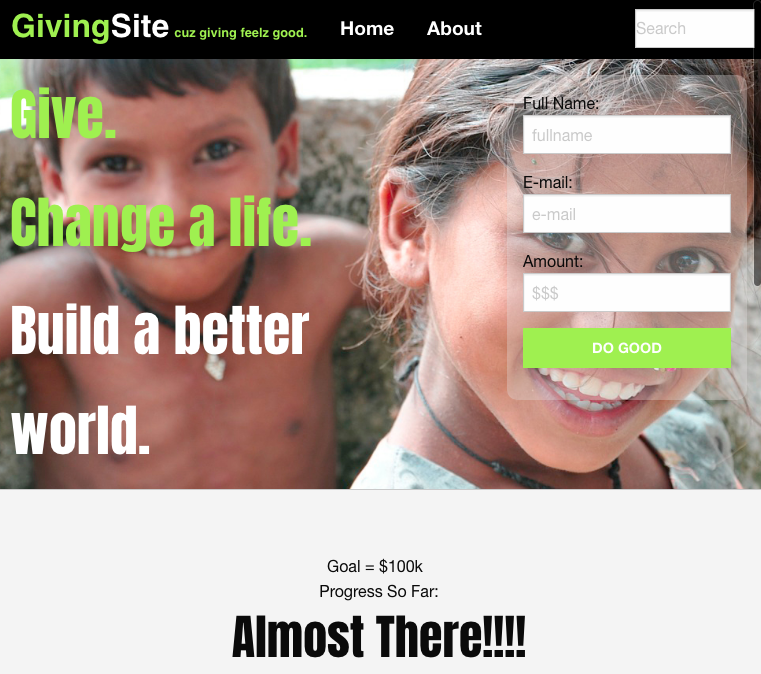 GivingSite cuz giving feelz good. Home About Search
Give.
Change a life.
Build a better
world.
Full Name:
fullname
E-mail:
e-mail
Amount:
$$$
DO GOOD
Goal = $100k
Progress So Far:
Almost There!!!!